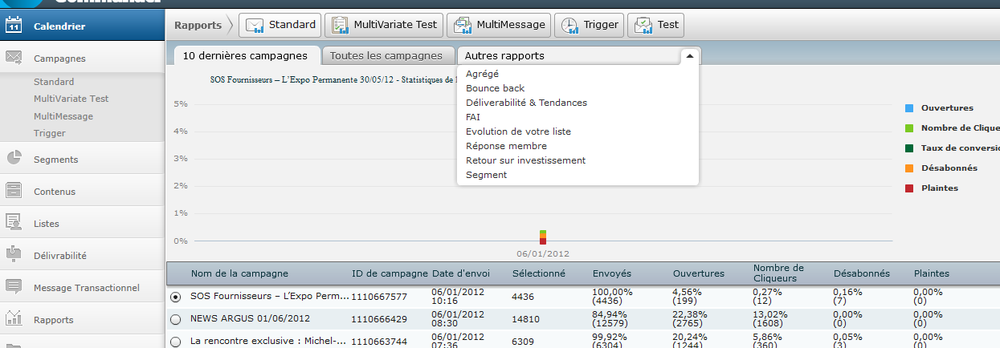 Commander
Calendrier
Campagnes
Standard
MultiVariate Test
MultiMessage
Trigger
Segments
Contenus
Listes
Délivrabilité
Message Transactionnel
Rapports
Rapports
Standard
MultiVariate Test
MultiMessage
Trigger
Test
10 dernières campagnes
Toutes les campagnes
Autres rapports
Agrégé
Bounce back
Déliverabilité & Tendances
FAI
Evolution de votre liste
Réponse membre
Retour sur investissement
Segment
SOS Fournisseurs – L'Expo Permanente 30/05/12 - Statistiques de
5%
4%
3%
2%
1%
0%
06/01/2012
Ouvertures
Nombre de Clique
Taux de conversio
Désabonnés
Plaintes
Nom de la campagne ID de campagne Date d'envoi Sélectionné Envoyés Ouvertures Nombre de Cliqueurs Désabonnés Plaintes
SOS Fournisseurs – L'Expo Perm... 1110667577 06/01/2012 10:16 4436 100,00% (4436) 4,56% (199) 0,27% (12) 0,16% (7) 0,00% (0)
NEWS ARGUS 01/06/2012 1110666429 06/01/2012 08:30 14810 84,94% (12579) 22,38% (2765) 13,02% (1608) 0,00% (0) 0,00% (0)
La rencontre exclusive : Michel-... 1110663744 06/01/2012 07:36 6309 99,92% (6304) 20,24% (1244) 5,86% (360) 0,05% (3) 0,00% (0)